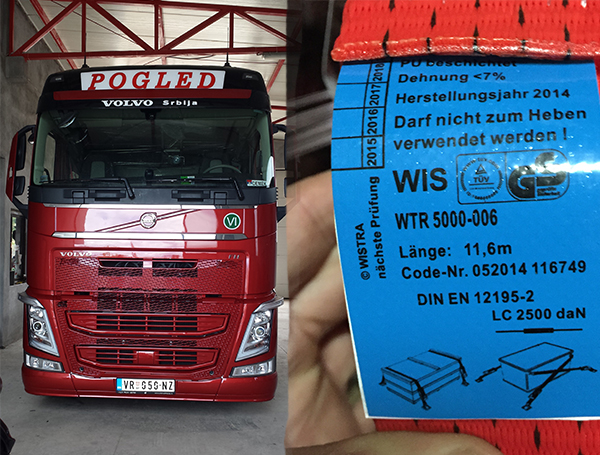 POGLED
VOLVO Srbija
VI
VOLVO
VR 050-NZ
PU beschichtet
Dehnung <7%
Herstellungsjahr 2014
Darf nicht zum Heben
verwendet werden !
2015 2016 2017 2018
© WISTRA
nächste Prüfung
WIS
TÜV
GS
WTR 5000-006
Länge: 11,6m
Code-Nr. 052014 116749
DIN EN 12195-2
LC 2500 daN